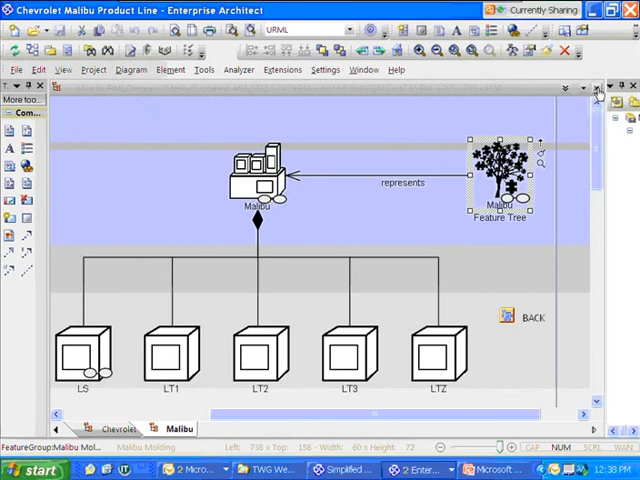 Chevrolet Malibu Product Line - Enterprise Architect
Currently Sharing
URML
File Edit View Project Diagram Element Tools Analyzer Extensions Settings Window Help
T..
More too...
Com...
represents
Malibu
Malibu
Feature Tree
BACK
LS LT1 LT2 LT3 LTZ
Chevrolet Malibu
FeatureGroup:Malibu Mol... Malibu Molding Left: 738 x Top: 158 - Width: 60 x Height: 72 CAP NUM SCRL WAN
start 2 Micro... TWG We... Simplified ... 2 Enter... Microsoft ... 12:38 PM